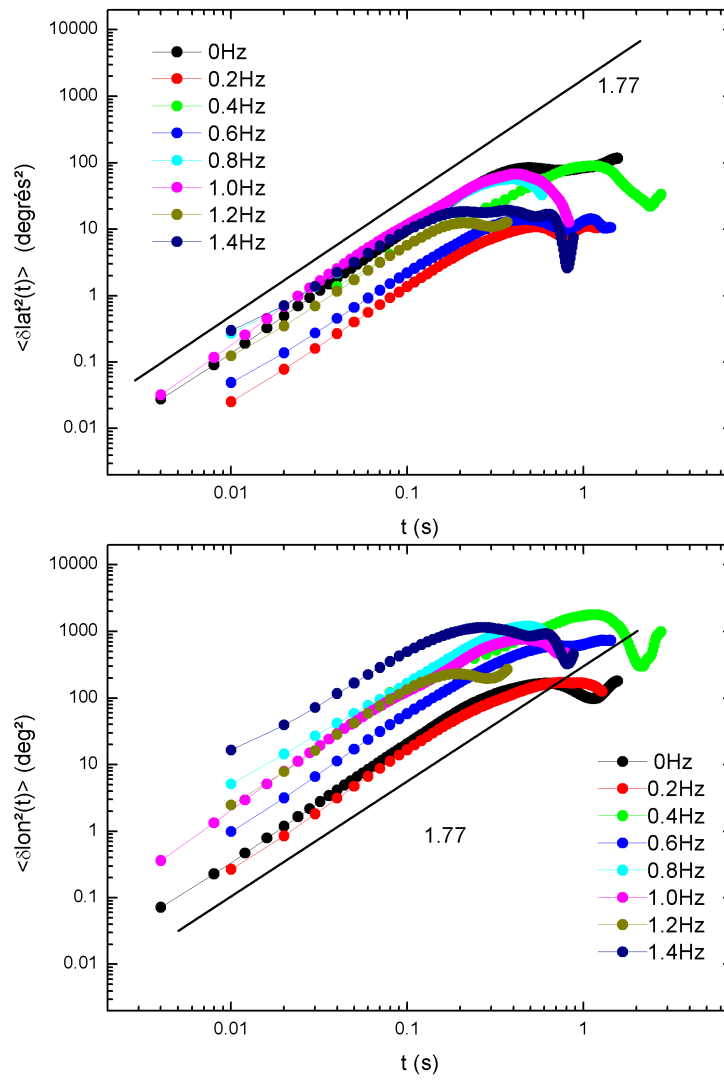 10000
1000
100
10
1
0.1
0.01
<δlat²(t)> (degrés²)
0Hz
0.2Hz
0.4Hz
0.6Hz
0.8Hz
1.0Hz
1.2Hz
1.4Hz
1.77
0.01 0.1 1
t (s)
10000
1000
100
10
1
0.1
0.01
<δlon²(t)> (deg²)
1.77
0Hz
0.2Hz
0.4Hz
0.6Hz
0.8Hz
1.0Hz
1.2Hz
1.4Hz
0.01 0.1 1
t (s)